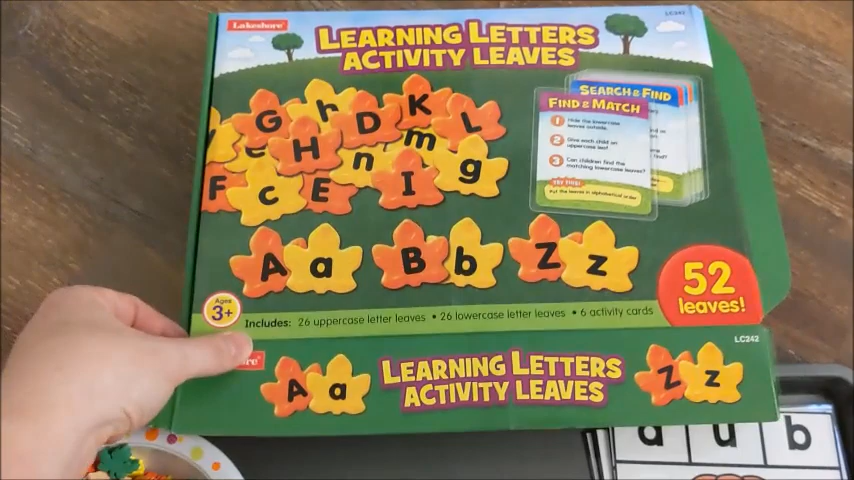 Lakeshore
LC242
LEARNING LETTERS
ACTIVITY LEAVES
SEARCH & FIND
FIND & MATCH
1 Hide the lowercase
leaves outside.
2 Give each child an
uppercase leaf.
3 Can children find the
matching lowercase leaves?
TRY THIS!
Put the leaves in alphabetical order.
G h D K L
H n m
F c E I g
A a B b Z z
52
leaves!
Ages
3+
Includes: 26 uppercase letter leaves • 26 lowercase letter leaves • 6 activity cards
LC242
A a
LEARNING LETTERS
ACTIVITY LEAVES
Z z
a u b